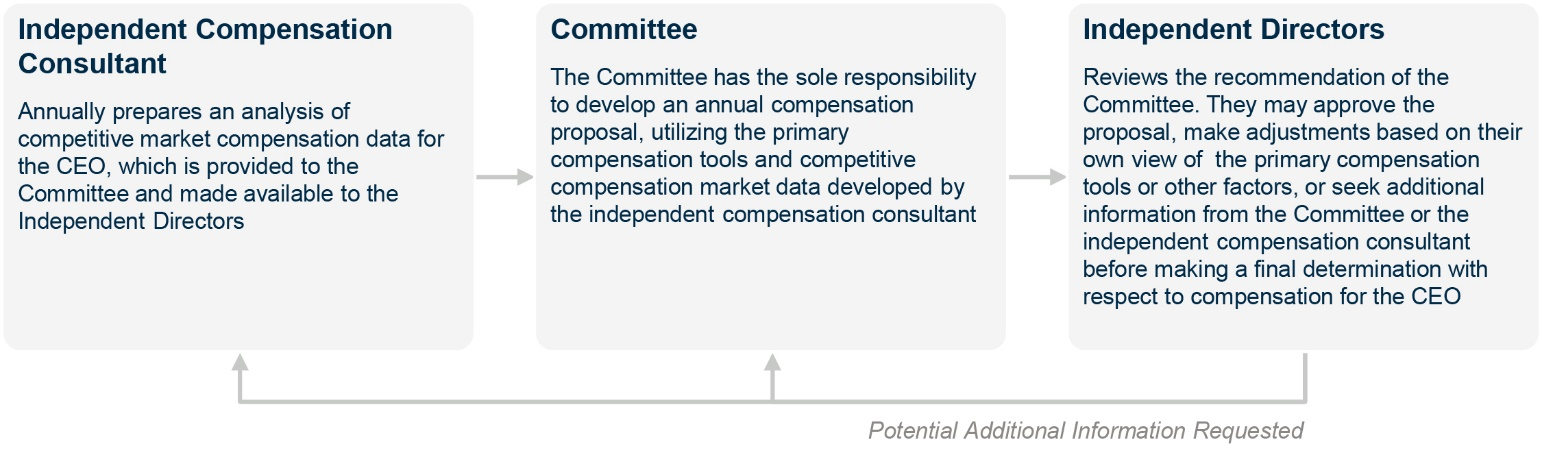 Independent Compensation
Consultant
Annually prepares an analysis of
competitive market compensation data for
the CEO, which is provided to the
Committee and made available to the
Independent Directors
Committee
The Committee has the sole responsibility
to develop an annual compensation
proposal, utilizing the primary
compensation tools and competitive
compensation market data developed by
the independent compensation consultant
Independent Directors
Reviews the recommendation of the
Committee. They may approve the
proposal, make adjustments based on their
own view of  the primary compensation
tools or other factors, or seek additional
information from the Committee or the
independent compensation consultant
before making a final determination with
respect to compensation for the CEO
Potential Additional Information Requested